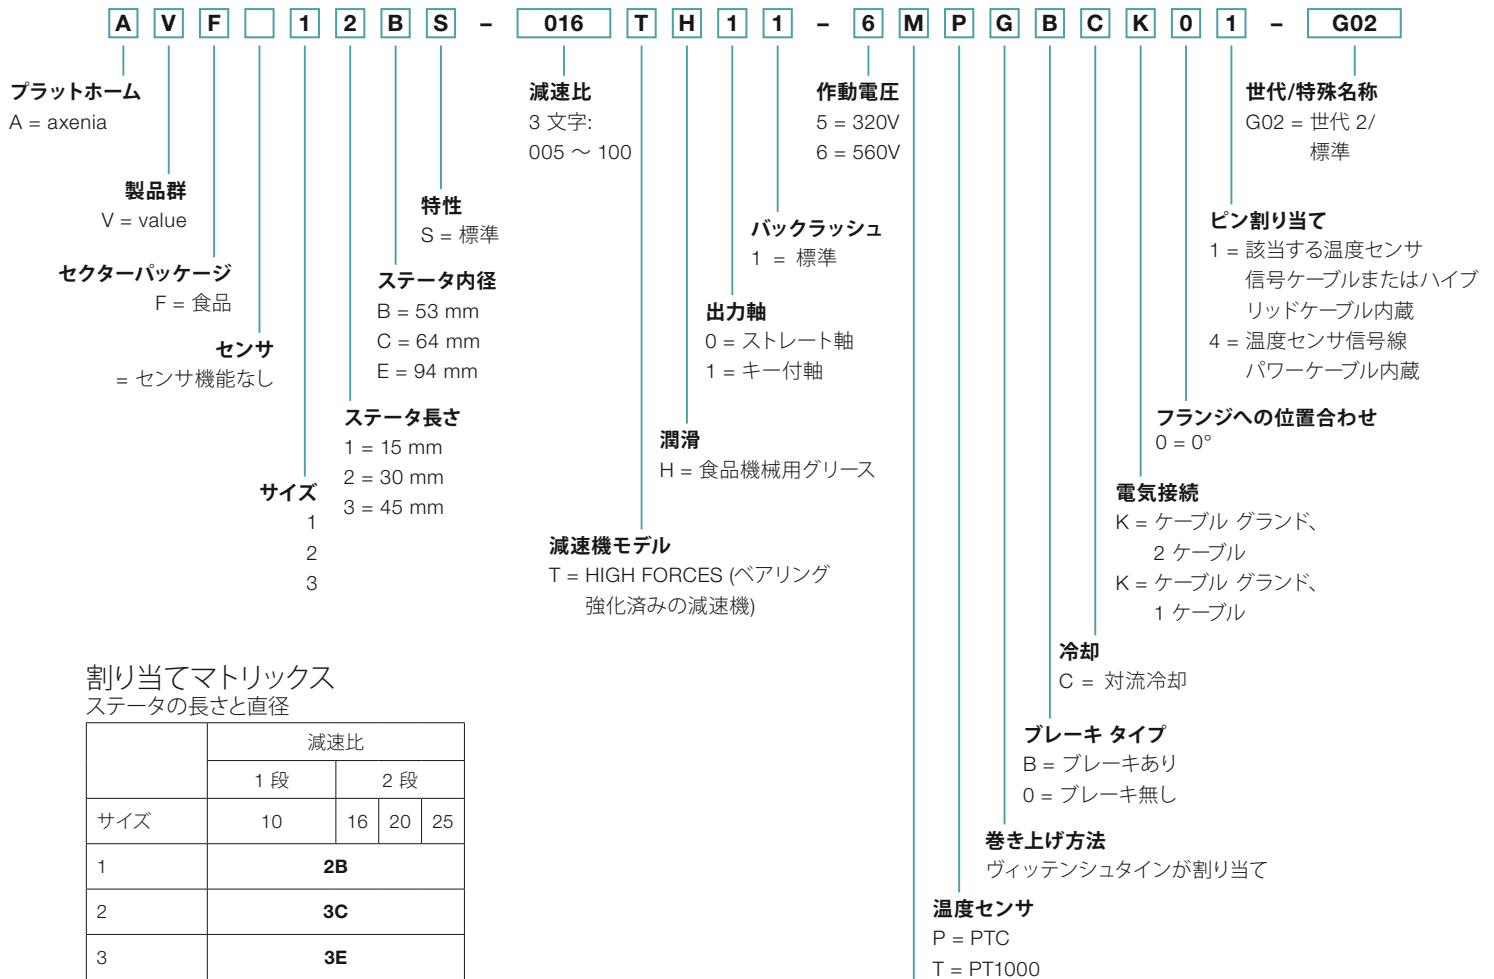 A V F 1 2 B S – 016 T H 1 1 – 6 M P G B C K 0 1 – G02
プラットホーム
A = axenia
減速比
3 文字:
005 ～ 100
作動電圧
5 = 320V
6 = 560V
世代/特殊名称
G02 = 世代 2/
標準
製品群
V = value
特性
S = 標準
バックラッシュ
1 = 標準
ピン割り当て
1 = 該当する温度センサ
信号ケーブルまたはハイブ
リッドケーブル内蔵
4 = 温度センサ信号線
パワーケーブル内蔵
セクターパッケージ
F = 食品
ステータ内径
B = 53 mm
C = 64 mm
E = 94 mm
出力軸
0 = ストレート軸
1 = キー付軸
センサ
= センサ機能なし
ステータ長さ
1 = 15 mm
2 = 30 mm
3 = 45 mm
潤滑
H = 食品機械用グリース
フランジへの位置合わせ
0 = 0°
サイズ
1
2
3
電気接続
K = ケーブル グランド、
2 ケーブル
K = ケーブル グランド、
1 ケーブル
減速機モデル
T = HIGH FORCES (ベアリング
強化済みの減速機)
冷却
C = 対流冷却
ブレーキ タイプ
B = ブレーキあり
0 = ブレーキ無し
巻き上げ方法
ヴィッテンシュタインが割り当て
温度センサ
P = PTC
T = PT1000
割り当てマトリックス
ステータの長さと直径
減速比
1 段 2 段
サイズ 10 16 20 25
1 2B
2 3C
3 3E